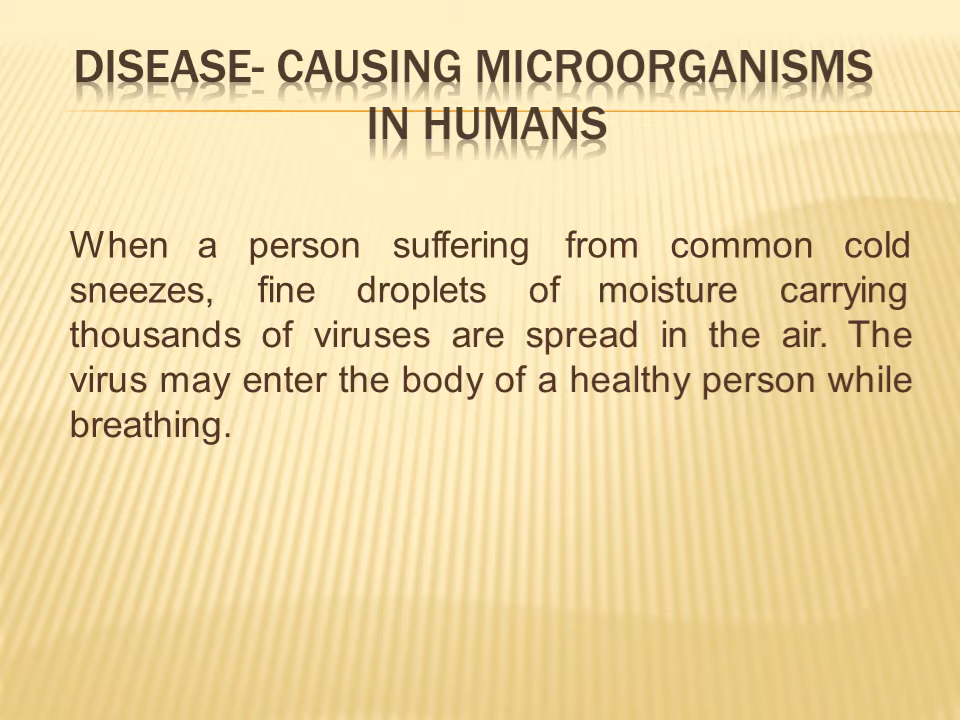 DISEASE- CAUSING MICROORGANISMS
IN HUMANS
When a person suffering from common cold
sneezes, fine droplets of moisture carrying
thousands of viruses are spread in the air. The
virus may enter the body of a healthy person while
breathing.